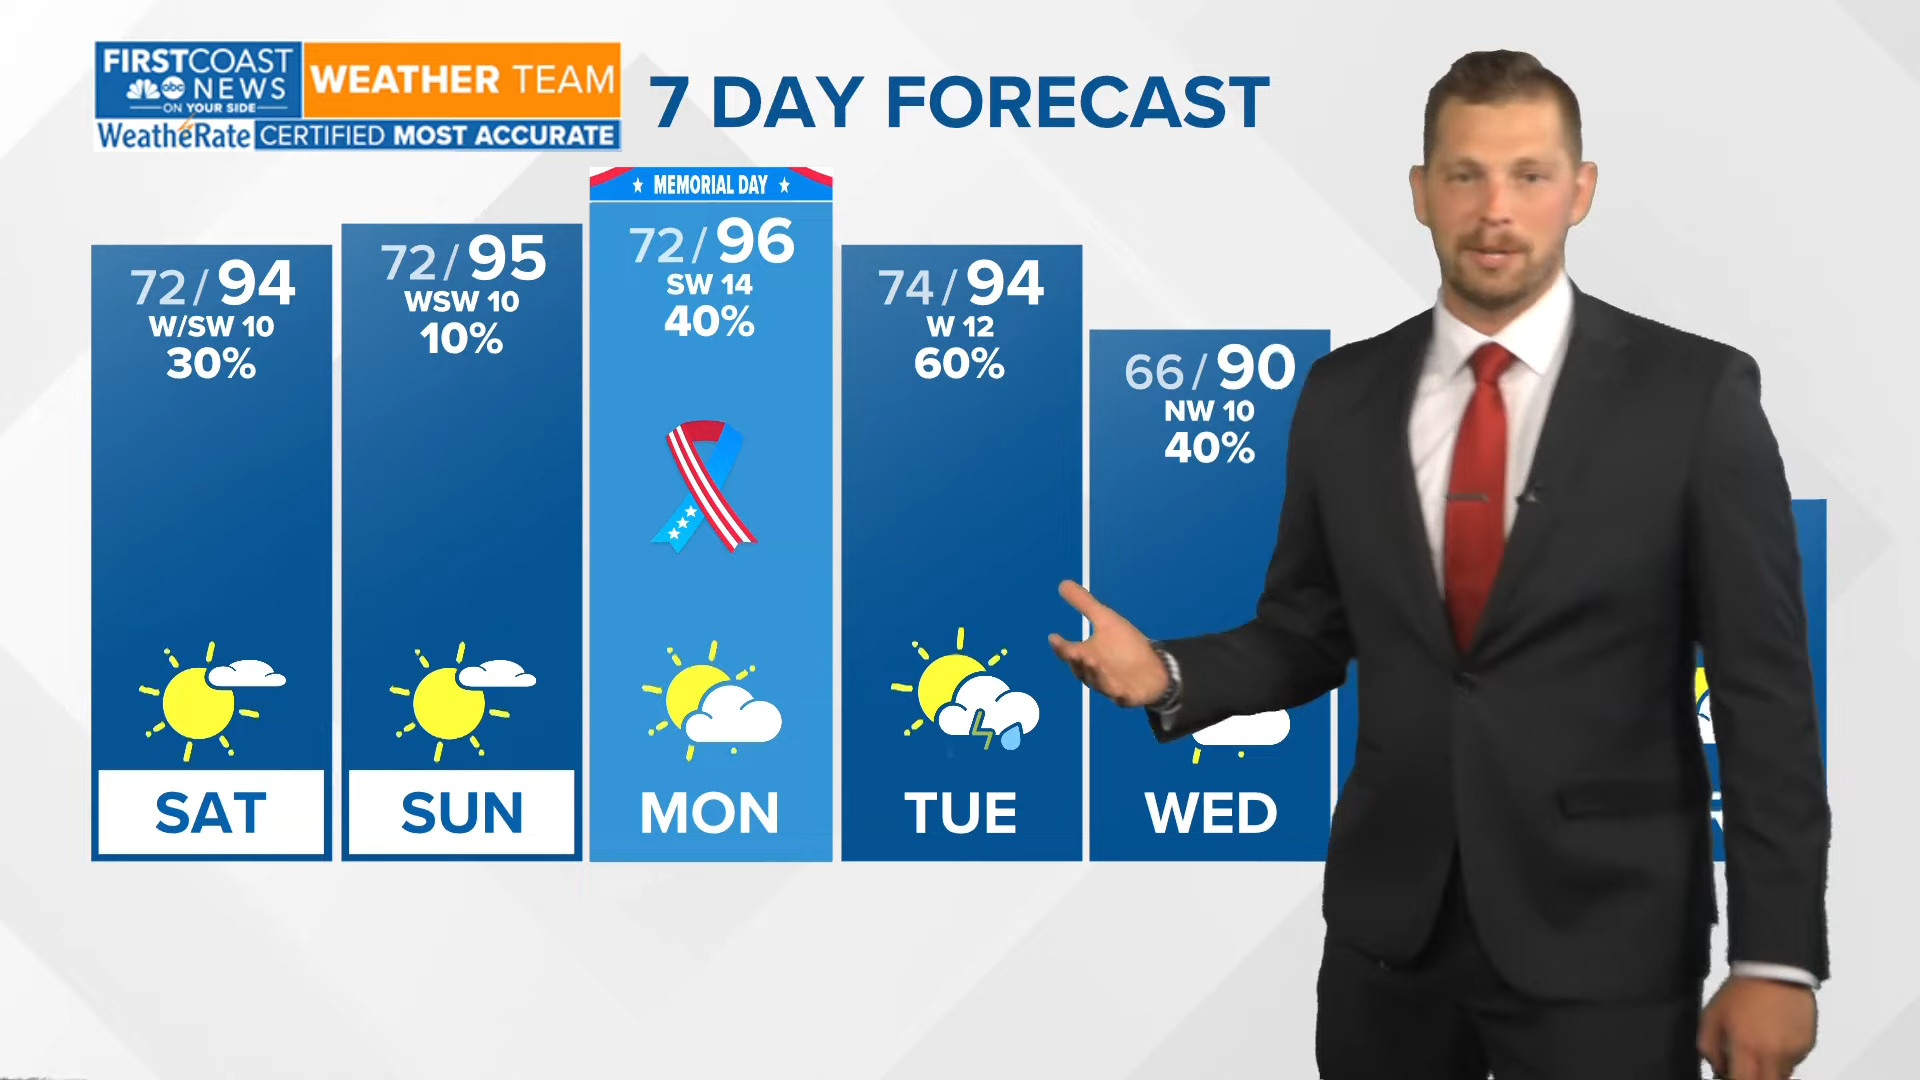 FIRSTCOAST
abc NEWS
ON YOUR SIDE
WEATHER TEAM
WeatheRate CERTIFIED MOST ACCURATE
7 DAY FORECAST
MEMORIAL DAY
72/94
W/SW 10
30%
SAT
72/95
WSW 10
10%
SUN
72/96
SW 14
40%
MON
74/94
W 12
60%
TUE
66/90
NW 10
40%
WED